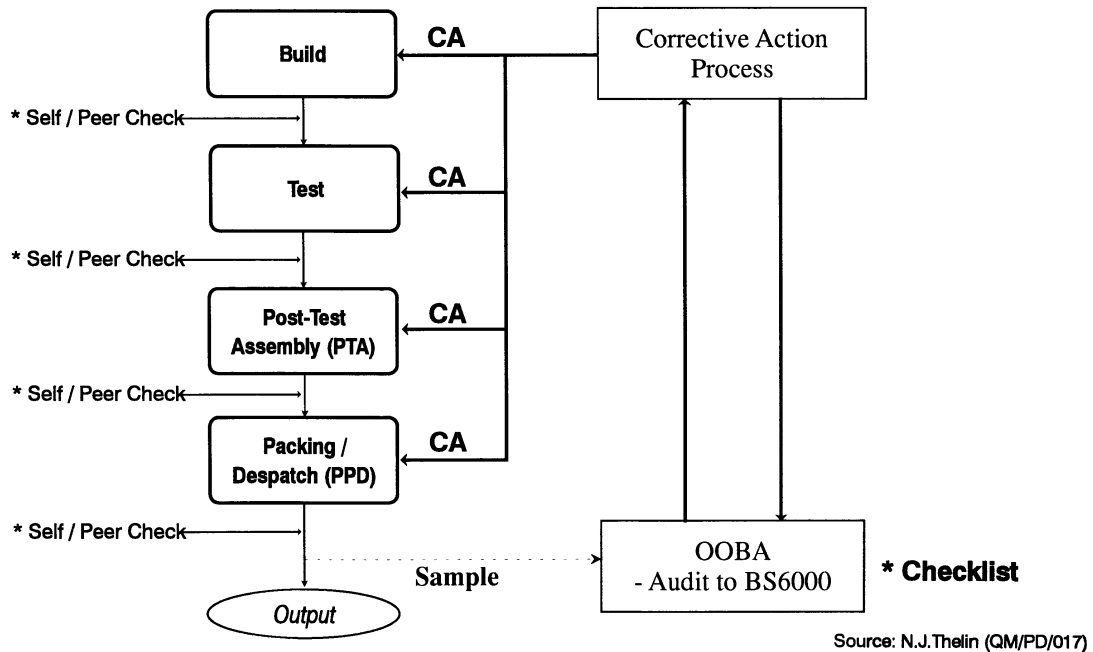 Build
CA
Corrective Action
Process
* Self / Peer Check
Test
CA
* Self / Peer Check
Post-Test
Assembly (PTA)
CA
* Self / Peer Check
Packing /
Despatch (PPD)
CA
* Self / Peer Check
Sample
OOBA
- Audit to BS6000
* Checklist
Output
Source: N.J.Thelin (QM/PD/017)